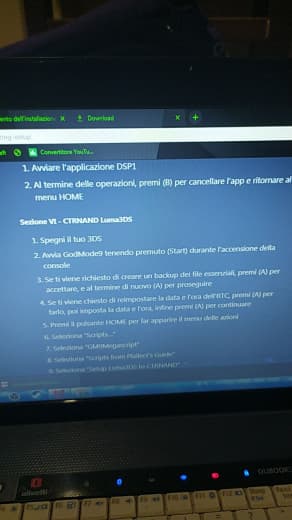 ento dell'installazion × Download × +
Convertitore YouTu...
1. Avviare l'applicazione DSP1
2. Al termine delle operazioni, premi (B) per cancellare l'app e ritornare al
menu HOME
Sezione VI - CTRNAND Luma3DS
1. Spegni il tuo 3DS
2. Avvia GodMode9 tenendo premuto (Start) durante l'accensione della
console
3. Se ti viene richiesto di creare un backup dei file essenziali, premi (A) per
accettare, e al termine di nuovo (A) per proseguire
4. Se ti viene chiesto di reimpostare la data e l'ora dell'RTC, premi (A) per
farlo, poi imposta la data e l'ora, infine premi (A) per continuare
5. Premi il pulsante HOME per far apparire il menu delle azioni
6. Seleziona "Scripts..."
7. Seleziona "GM9Megascript"
8. Seleziona "Scripts from Plailect's Guide"
9. Seleziona "Setup Luma3DS to CTRNAND"
olivetti
OLIBOOK